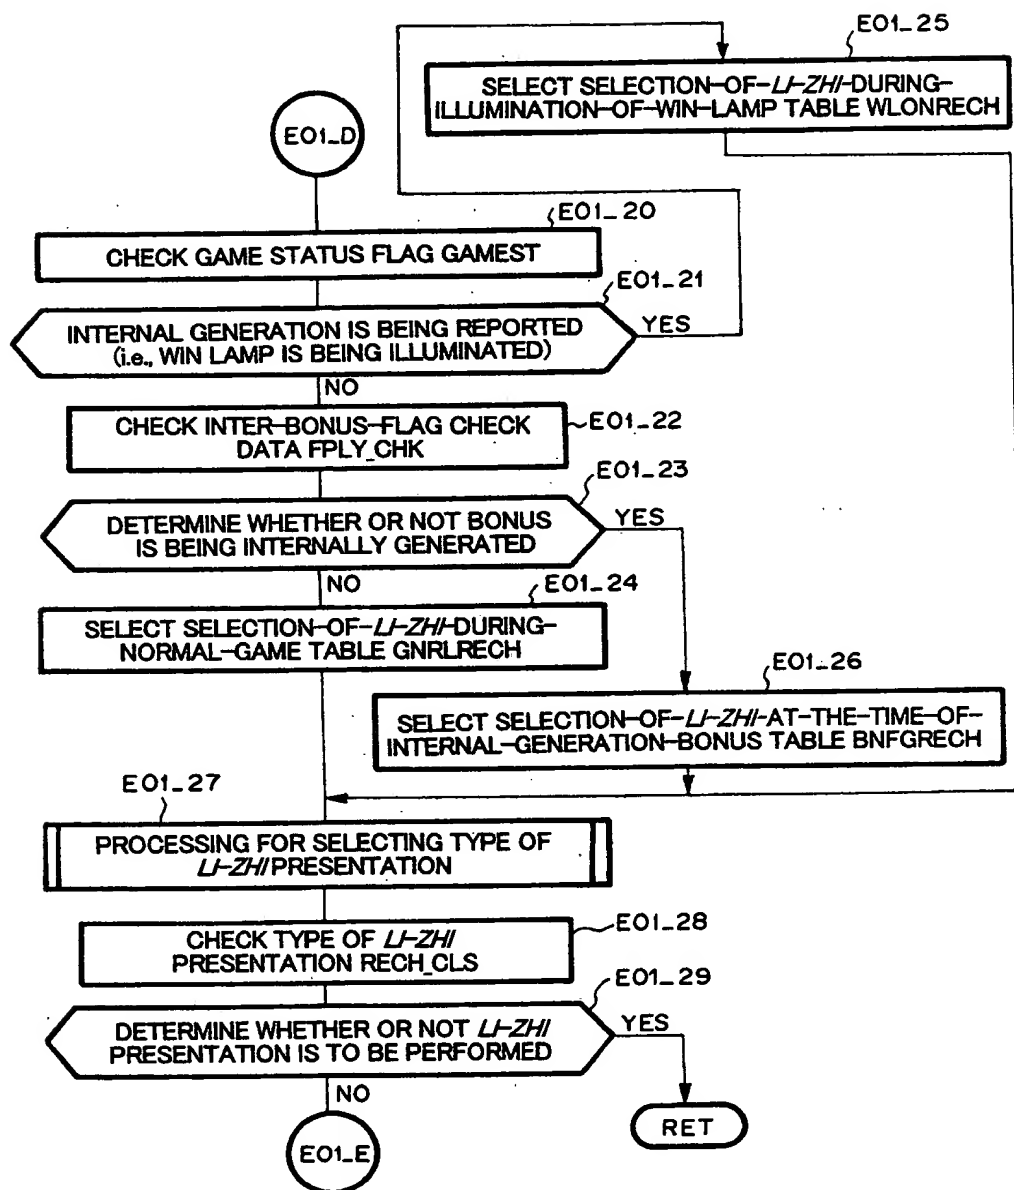 E01_25
SELECT SELECTION-OF-LI-ZHI-DURING-
ILLUMINATION-OF-WIN-LAMP TABLE WLONRECH
E01_D
E01_20
CHECK GAME STATUS FLAG GAMEST
E01_21
INTERNAL GENERATION IS BEING REPORTED
(i.e., WIN LAMP IS BEING ILLUMINATED)
YES
NO
E01_22
CHECK INTER-BONUS-FLAG CHECK
DATA FPLY_CHK
E01_23
DETERMINE WHETHER OR NOT BONUS
IS BEING INTERNALLY GENERATED
YES
NO
E01_24
SELECT SELECTION-OF-LI-ZHI-DURING-
NORMAL-GAME TABLE GNRLRECH
E01_26
SELECT SELECTION-OF-LI-ZHI-AT-THE-TIME-OF-
INTERNAL-GENERATION-BONUS TABLE BNFGRECH
E01_27
PROCESSING FOR SELECTING TYPE OF
LI-ZHI PRESENTATION
E01_28
CHECK TYPE OF LI-ZHI
PRESENTATION RECH_CLS
E01_29
DETERMINE WHETHER OR NOT LI-ZHI
PRESENTATION IS TO BE PERFORMED
YES
NO
RET
E01_E